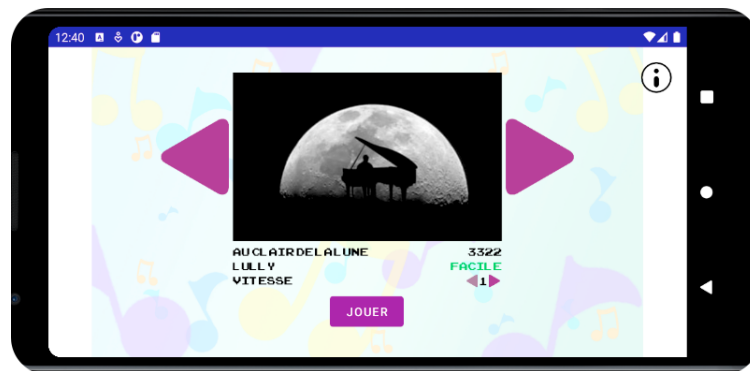 12:40
AUCLAIRDELALUNE 3322
LULLY FACILE
VITESSE 1
JOUER